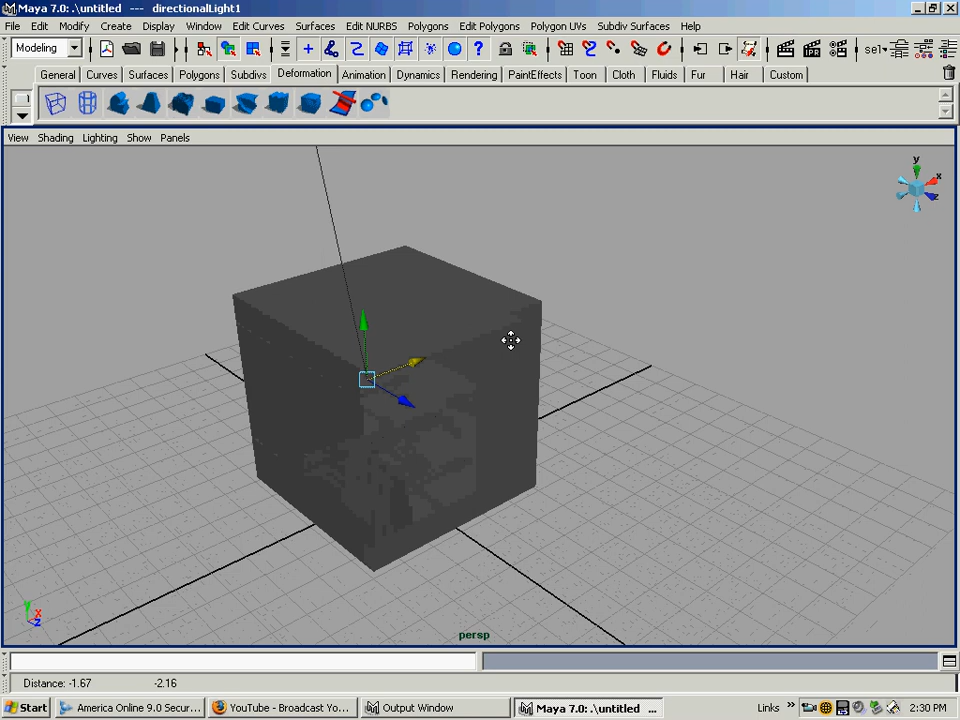 Maya 7.0: .\untitled --- directionalLight1
File Edit Modify Create Display Window Edit Curves Surfaces Edit NURBS Polygons Edit Polygons Polygon UVs Subdiv Surfaces Help
Modeling sel
General Curves Surfaces Polygons Subdivs Deformation Animation Dynamics Rendering PaintEffects Toon Cloth Fluids Fur Hair Custom
View Shading Lighting Show Panels
y
x
z
y
x
z
persp
Distance: -1.67 -2.16
Start America Online 9.0 Secur... YouTube - Broadcast Yo... Output Window Maya 7.0: .\untitled ... Links » 2:30 PM